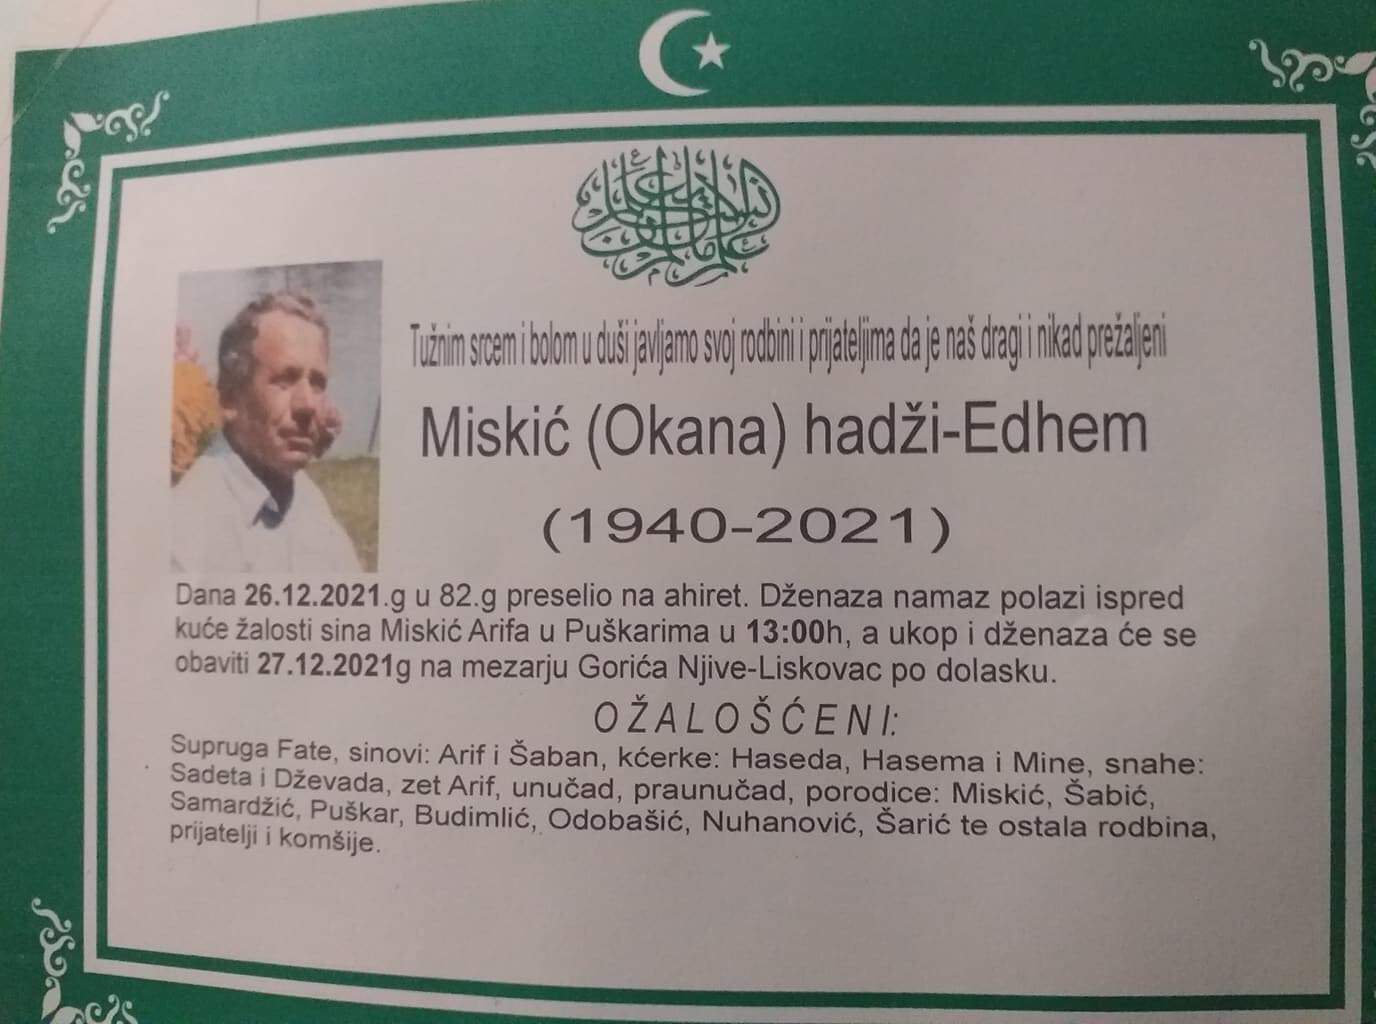 Tužnim srcem i bolom u duši javljamo svoj rodbini i prijateljima da je naš dragi i nikad prežaljeni
Miskić (Okana) hadži-Edhem
(1940-2021)
Dana 26.12.2021.g u 82.g preselio na ahiret. Dženaza namaz polazi ispred
kuće žalosti sina Miskić Arifa u Puškarima u 13:00h, a ukop i dženaza će se
obaviti 27.12.2021g na mezarju Gorića Njive-Liskovac po dolasku.
OŽALOŠĆENI:
Supruga Fate, sinovi: Arif i Šaban, kćerke: Haseda, Hasema i Mine, snahe:
Sadeta i Dževada, zet Arif, unučad, praunučad, porodice: Miskić, Šabić,
Samardžić, Puškar, Budimlić, Odobašić, Nuhanović, Šarić te ostala rodbina,
prijatelji i komšije.